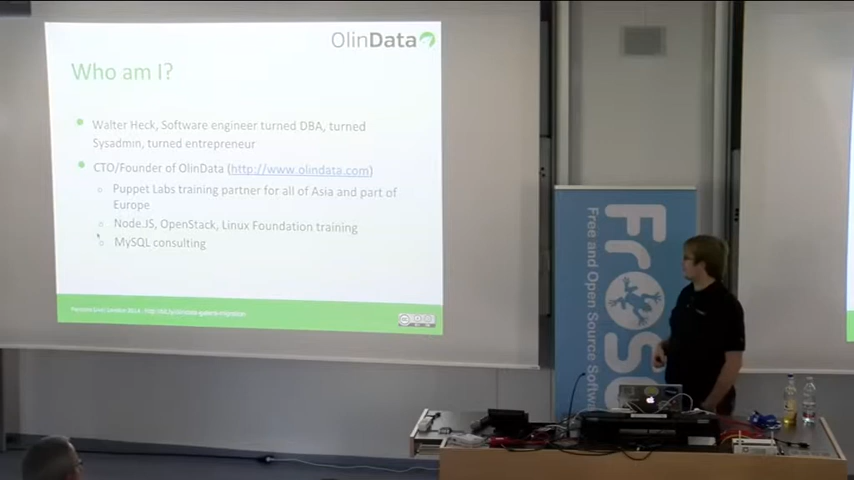 OlinData
Who am I?
Walter Heck, Software engineer turned DBA, turned
Sysadmin, turned entrepreneur
CTO/Founder of OlinData (http://www.olindata.com)
Puppet Labs training partner for all of Asia and part of
Europe
Node.JS, OpenStack, Linux Foundation training
MySQL consulting
FrOSC
Free and Open Source Software